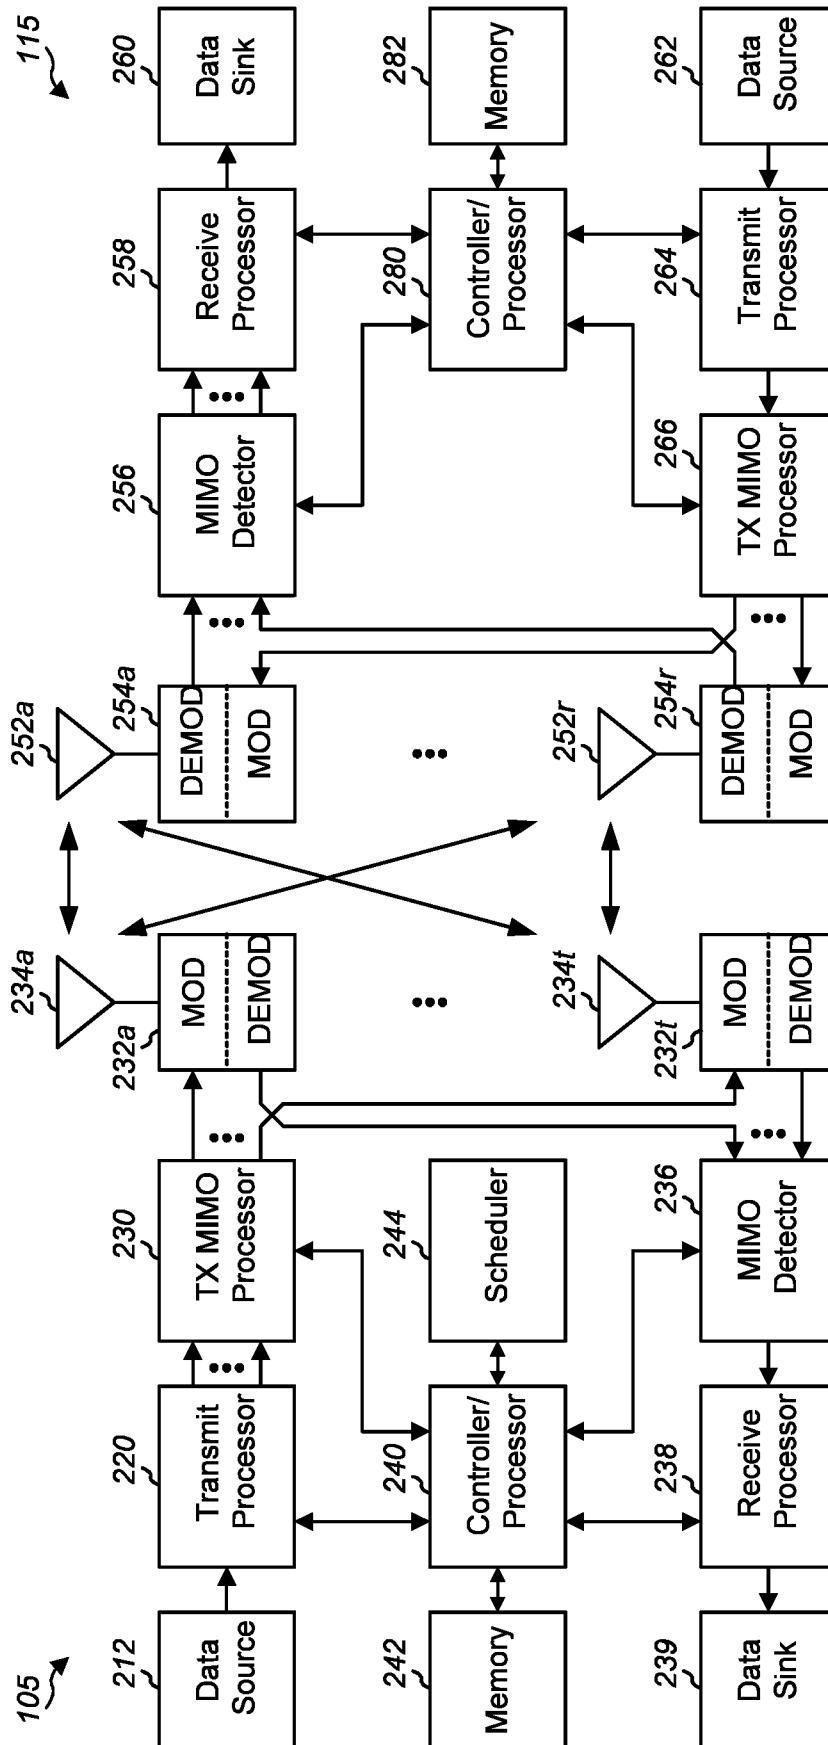 105
115
212
Data
Source
220
Transmit
Processor
230
TX MIMO
Processor
232a
MOD
DEMOD
234a
252a
254a
DEMOD
MOD
256
MIMO
Detector
258
Receive
Processor
260
Data
Sink
242
Memory
240
Controller/
Processor
244
Scheduler
280
Controller/
Processor
282
Memory
239
Data
Sink
238
Receive
Processor
236
MIMO
Detector
232t
MOD
DEMOD
234t
252r
254r
DEMOD
MOD
266
TX MIMO
Processor
264
Transmit
Processor
262
Data
Source